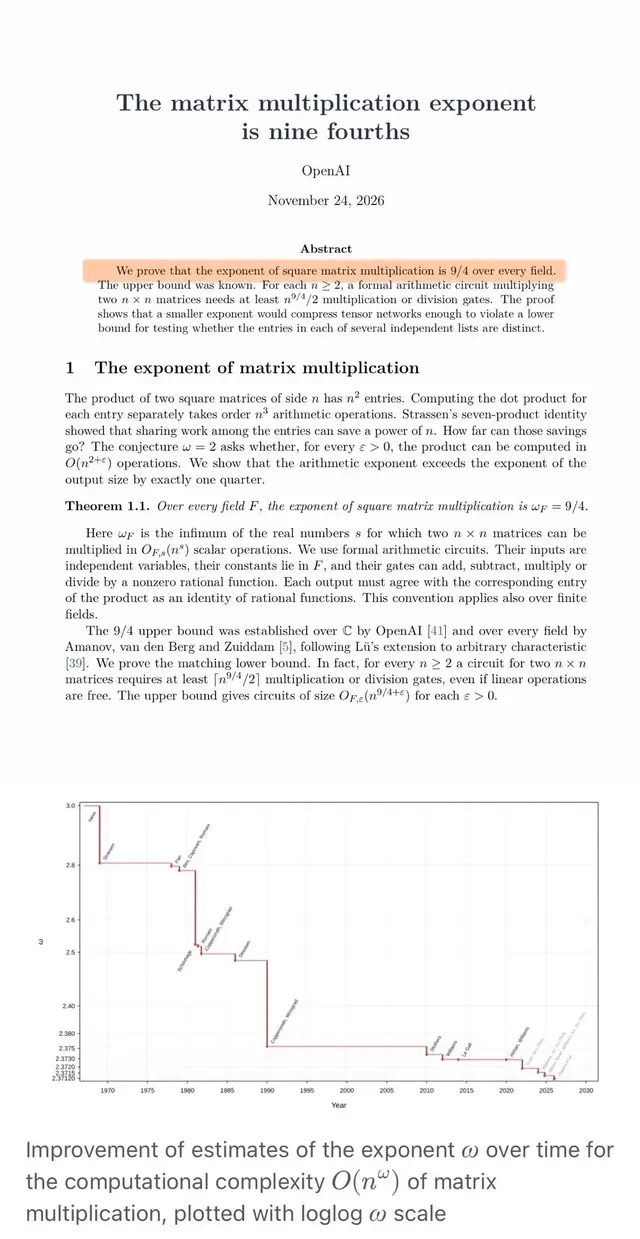 The matrix multiplication exponent
is nine fourths
OpenAI
November 24, 2026
Abstract
We prove that the exponent of square matrix multiplication is 9/4 over every field.
The upper bound was known. For each n ≥ 2, a formal arithmetic circuit multiplying
two n × n matrices needs at least n^{9/4}/2 multiplication or division gates. The proof
shows that a smaller exponent would compress tensor networks enough to violate a lower
bound for testing whether the entries in each of several independent lists are distinct.
1 The exponent of matrix multiplication
The product of two square matrices of side n has n² entries. Computing the dot product for
each entry separately takes order n³ arithmetic operations. Strassen's seven-product identity
showed that sharing work among the entries can save a power of n. How far can those savings
go? The conjecture ω = 2 asks whether, for every ε > 0, the product can be computed in
O(n^{2+ε}) operations. We show that the arithmetic exponent exceeds the exponent of the
output size by exactly one quarter.
Theorem 1.1. Over every field F, the exponent of square matrix multiplication is ω_F = 9/4.
Here ω_F is the infimum of the real numbers s for which two n × n matrices can be
multiplied in O_{F,s}(n^s) scalar operations. We use formal arithmetic circuits. Their inputs are
independent variables, their constants lie in F, and their gates can add, subtract, multiply or
divide by a nonzero rational function. Each output must agree with the corresponding entry
of the product as an identity of rational functions. This convention applies also over finite
fields.
The 9/4 upper bound was established over ℂ by OpenAI [41] and over every field by
Amanov, van den Berg and Zuiddam [5], following Lü's extension to arbitrary characteristic
[39]. We prove the matching lower bound. In fact, for every n ≥ 2 a circuit for two n × n
matrices requires at least ⌈n^{9/4}/2⌉ multiplication or division gates, even if linear operations
are free. The upper bound gives circuits of size O_{F,ε}(n^{9/4+ε}) for each ε > 0.
3.0
naive
Strassen
2.8
Pan
Bini, Capovani, Romani
2.6
ω
2.5
Schönhage
Romani
Coppersmith, Winograd
Strassen
2.40
Coppersmith, Winograd
2.380
2.375
Stothers
Williams
Le Gall
Alman, Williams
2.3730
2.3720
2.3715
2.37120
1970 1975 1980 1985 1990 1995 2000 2005 2010 2015 2020 2025 2030
Year
Improvement of estimates of the exponent ω over time for
the computational complexity O(n^ω) of matrix
multiplication, plotted with loglog ω scale